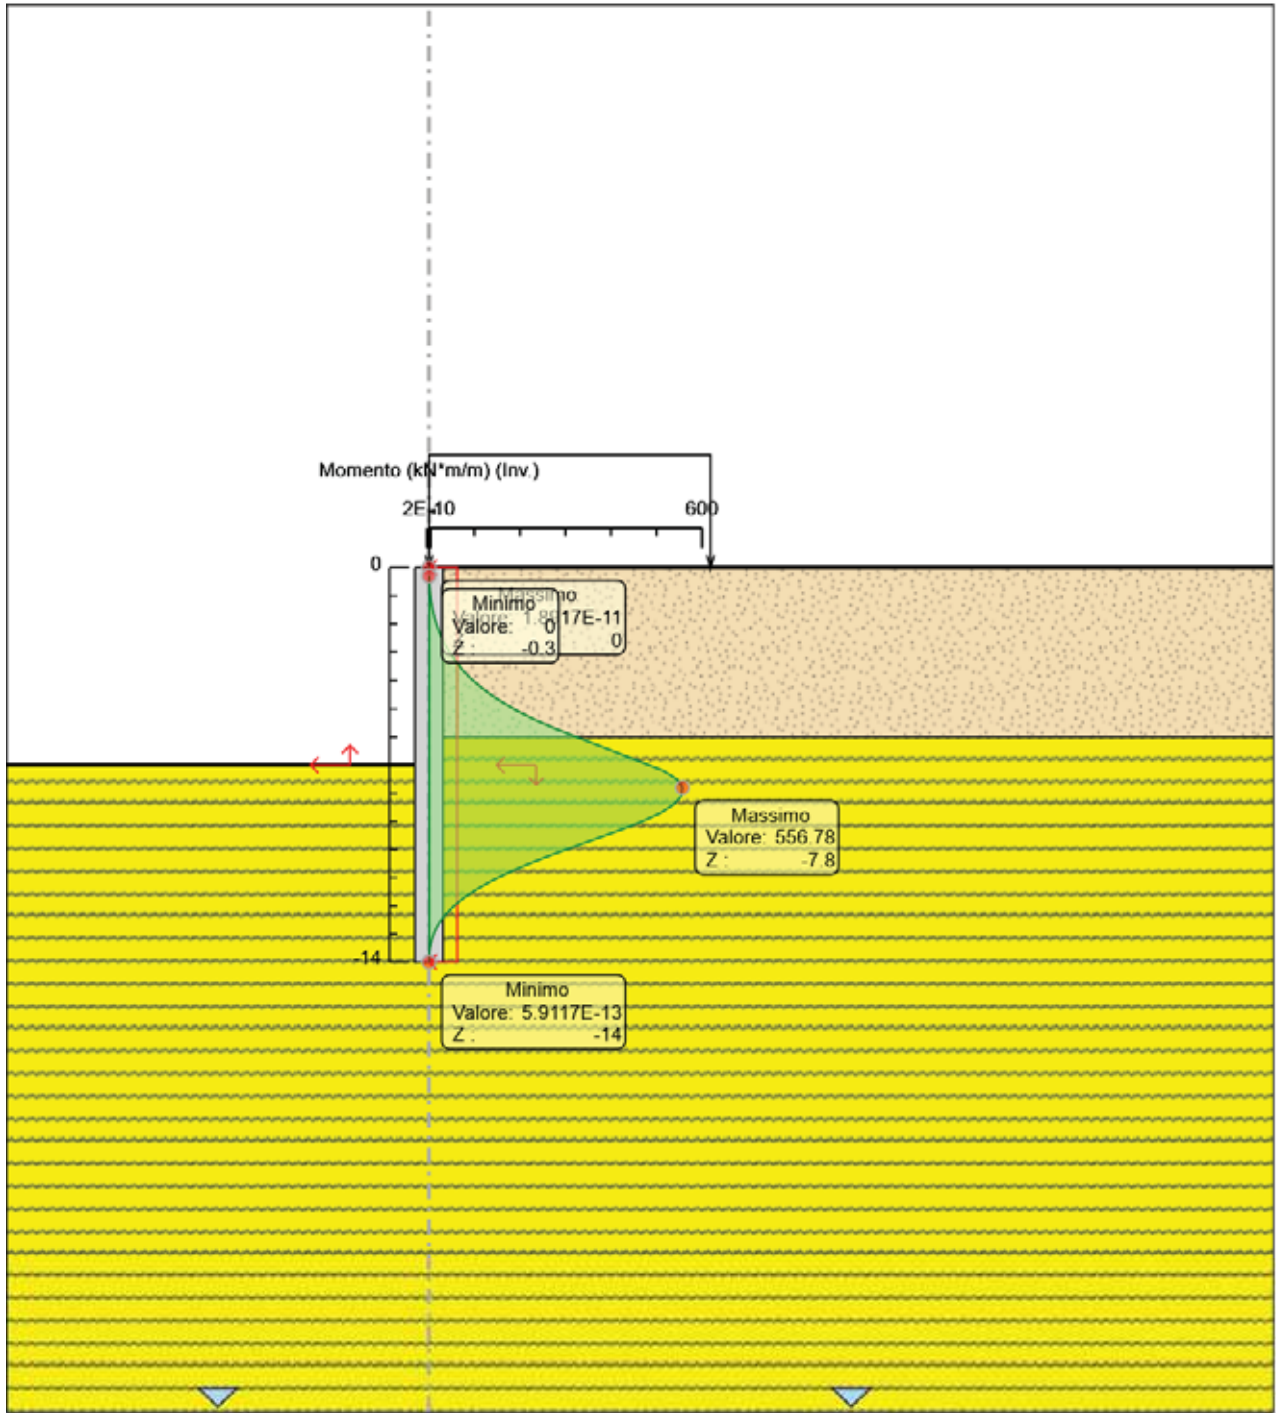 Momento (kN*m/m) (Inv.)
2E-10
600
0
Massimo
Minimo
Valore: 17E-11
Valore: 0
0
Z : -0.3
Massimo
Valore: 556.78
Z : -7.8
-14
Minimo
Valore: 5.9117E-13
Z : -14